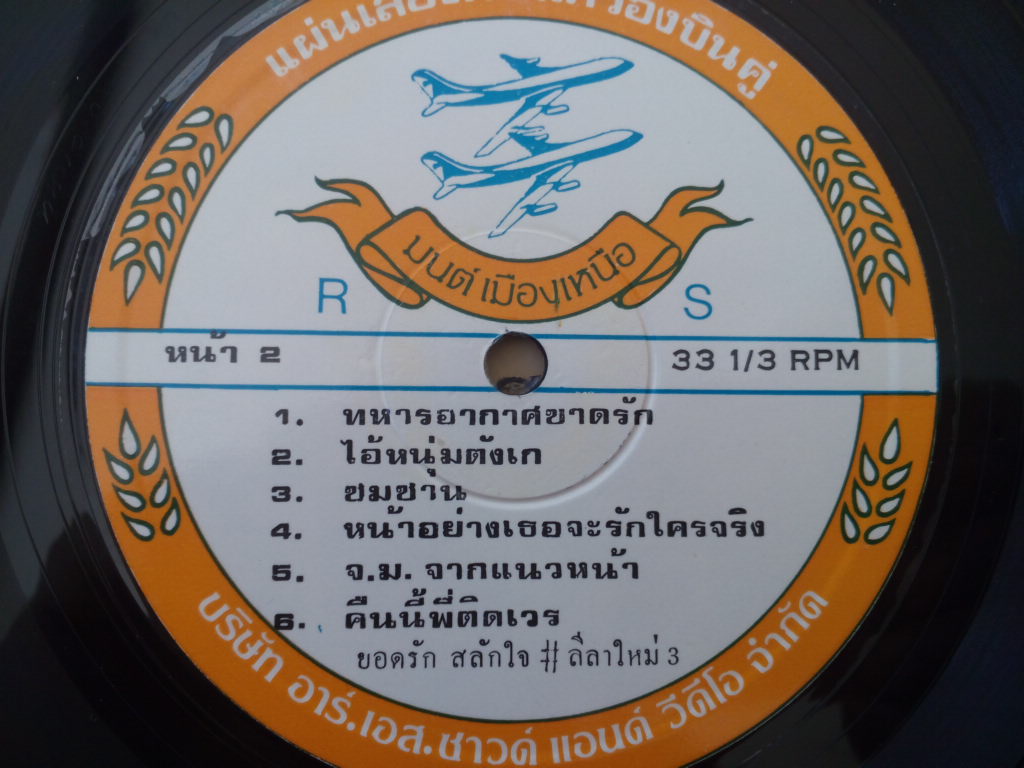 แผ่นเสียงตราเครื่องบินคู่
มนต์เมืองเหนือ
R S
หน้า 2 33 1/3 RPM
1. ทหารอากาศขาดรัก
2. ไอ้หนุ่มตังเก
3. ซมซาน
4. หน้าอย่างเธอจะรักใครจริง
5. จ.ม. จากแนวหน้า
6. คืนนี้พี่ติดเวร
ยอดรัก สลักใจ # ลีลาใหม่ 3
บริษัท อาร์.เอส.ซาวด์ แอนด์ วีดีโอ จำกัด